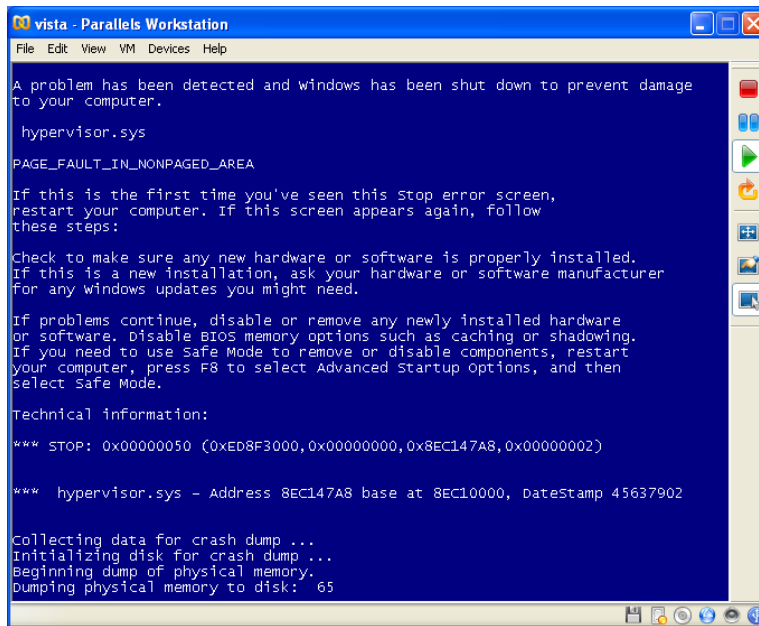 vista - Parallels Workstation
File Edit View VM Devices Help
A problem has been detected and Windows has been shut down to prevent damage
to your computer.
hypervisor.sys
PAGE_FAULT_IN_NONPAGED_AREA
If this is the first time you've seen this Stop error screen,
restart your computer. If this screen appears again, follow
these steps:
Check to make sure any new hardware or software is properly installed.
If this is a new installation, ask your hardware or software manufacturer
for any Windows updates you might need.
If problems continue, disable or remove any newly installed hardware
or software. Disable BIOS memory options such as caching or shadowing.
If you need to use Safe Mode to remove or disable components, restart
your computer, press F8 to select Advanced Startup Options, and then
select Safe Mode.
Technical information:
*** STOP: 0x00000050 (0xED8F3000,0x00000000,0x8EC147A8,0x00000002)
*** hypervisor.sys - Address 8EC147A8 base at 8EC10000, DateStamp 45637902
Collecting data for crash dump ...
Initializing disk for crash dump ...
Beginning dump of physical memory.
Dumping physical memory to disk: 65